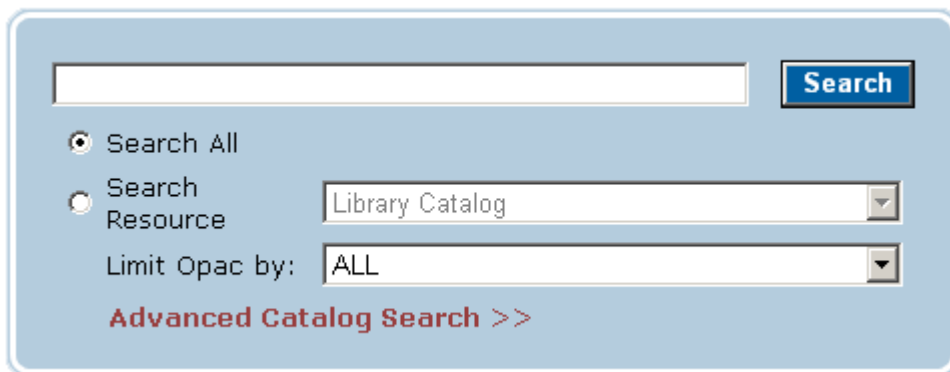 Search
Search All
Search
Resource
Library Catalog
Limit Opac by:
ALL
Advanced Catalog Search >>